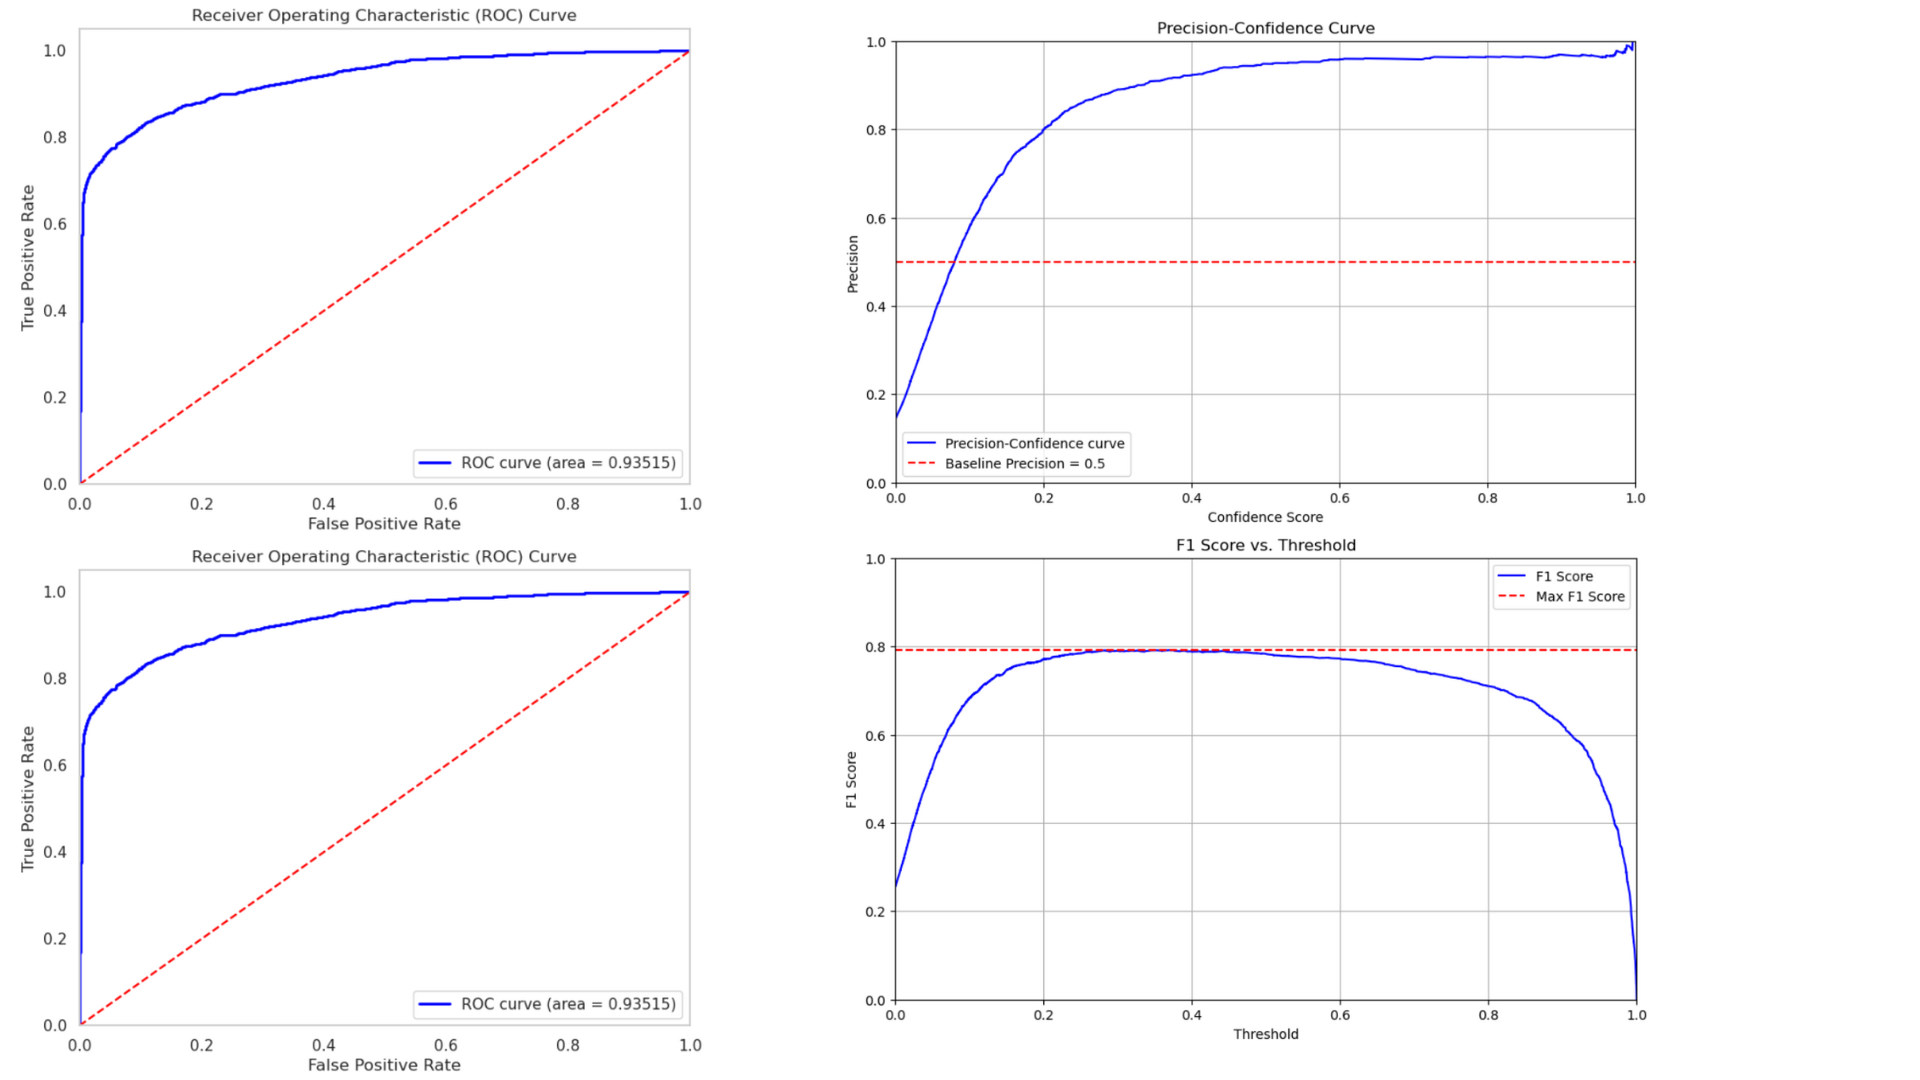 Receiver Operating Characteristic (ROC) Curve
1.0
0.8
0.6
0.4
0.2
0.0
True Positive Rate
ROC curve (area = 0.93515)
0.0 0.2 0.4 0.6 0.8 1.0
False Positive Rate
Precision-Confidence Curve
1.0
0.8
0.6
0.4
0.2
0.0
Precision
Precision-Confidence curve
Baseline Precision = 0.5
0.0 0.2 0.4 0.6 0.8 1.0
Confidence Score
Receiver Operating Characteristic (ROC) Curve
1.0
0.8
0.6
0.4
0.2
0.0
True Positive Rate
ROC curve (area = 0.93515)
0.0 0.2 0.4 0.6 0.8 1.0
False Positive Rate
F1 Score vs. Threshold
1.0
0.8
0.6
0.4
0.2
0.0
F1 Score
F1 Score
Max F1 Score
0.0 0.2 0.4 0.6 0.8 1.0
Threshold